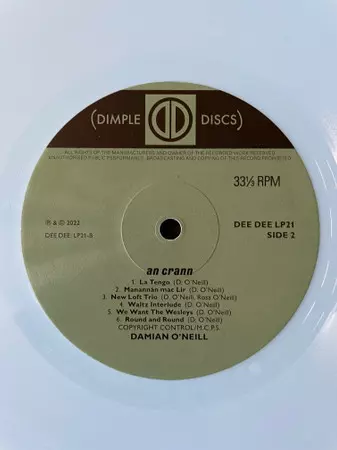 (DIMPLE DISCS)
ALL RIGHTS OF THE MANUFACTURERS AND OWNER OF THE RECORDED WORK RESERVED
UNAUTHORISED PUBLIC PERFORMANCE, BROADCASTING AND COPYING OF THIS RECORD PROHIBITED
33⅓ RPM
℗ & © 2022
DEE DEE LP21-B
DEE DEE LP21
SIDE 2
an crann
1. La Tengo (D. O'Neill)
2. Manannán mac Lir (D. O'Neill)
3. New Loft Trio (D. O'Neill, Ross O'Neill)
4. Waltz Interlude (D. O'Neill)
5. We Want The Wesleys (D. O'Neill)
6. Round and Round (D. O'Neill)
COPYRIGHT CONTROL/M.C.P.S.
DAMIAN O'NEILL